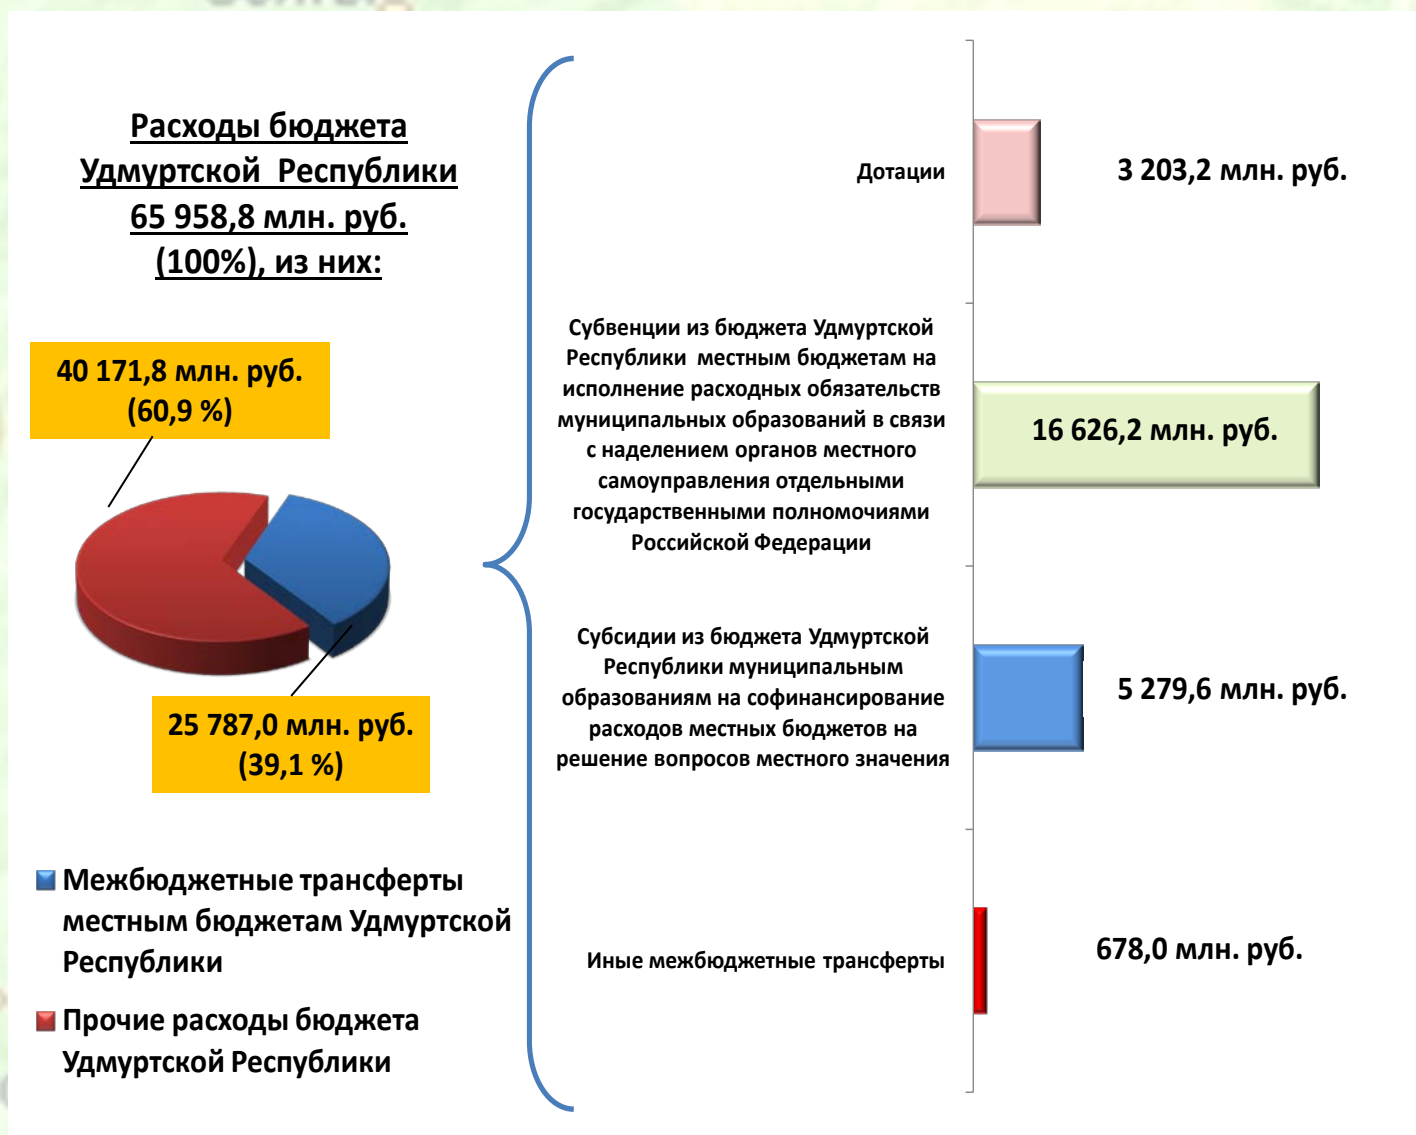 Расходы бюджета
Удмуртской Республики
65 958,8 млн. руб.
(100%), из них:
40 171,8 млн. руб.
(60,9 %)
25 787,0 млн. руб.
(39,1 %)
Межбюджетные трансферты
местным бюджетам Удмуртской
Республики
Прочие расходы бюджета
Удмуртской Республики
Дотации
3 203,2 млн. руб.
Субвенции из бюджета Удмуртской
Республики местным бюджетам на
исполнение расходных обязательств
муниципальных образований в связи
с наделением органов местного
самоуправления отдельными
государственными полномочиями
Российской Федерации
16 626,2 млн. руб.
Субсидии из бюджета Удмуртской
Республики муниципальным
образованиям на софинансирование
расходов местных бюджетов на
решение вопросов местного значения
5 279,6 млн. руб.
Иные межбюджетные трансферты
678,0 млн. руб.